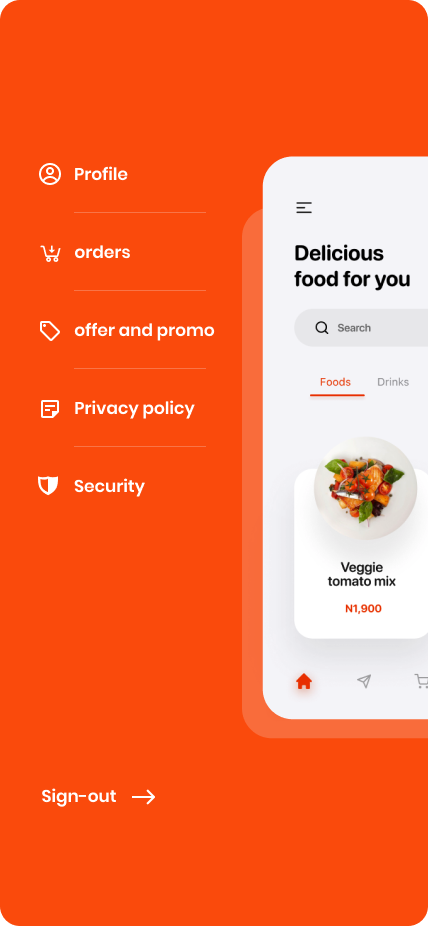 Profile
orders
offer and promo
Privacy policy
Security
Sign-out
Delicious
food for you
Search
Foods Drinks
Veggie
tomato mix
N1,900